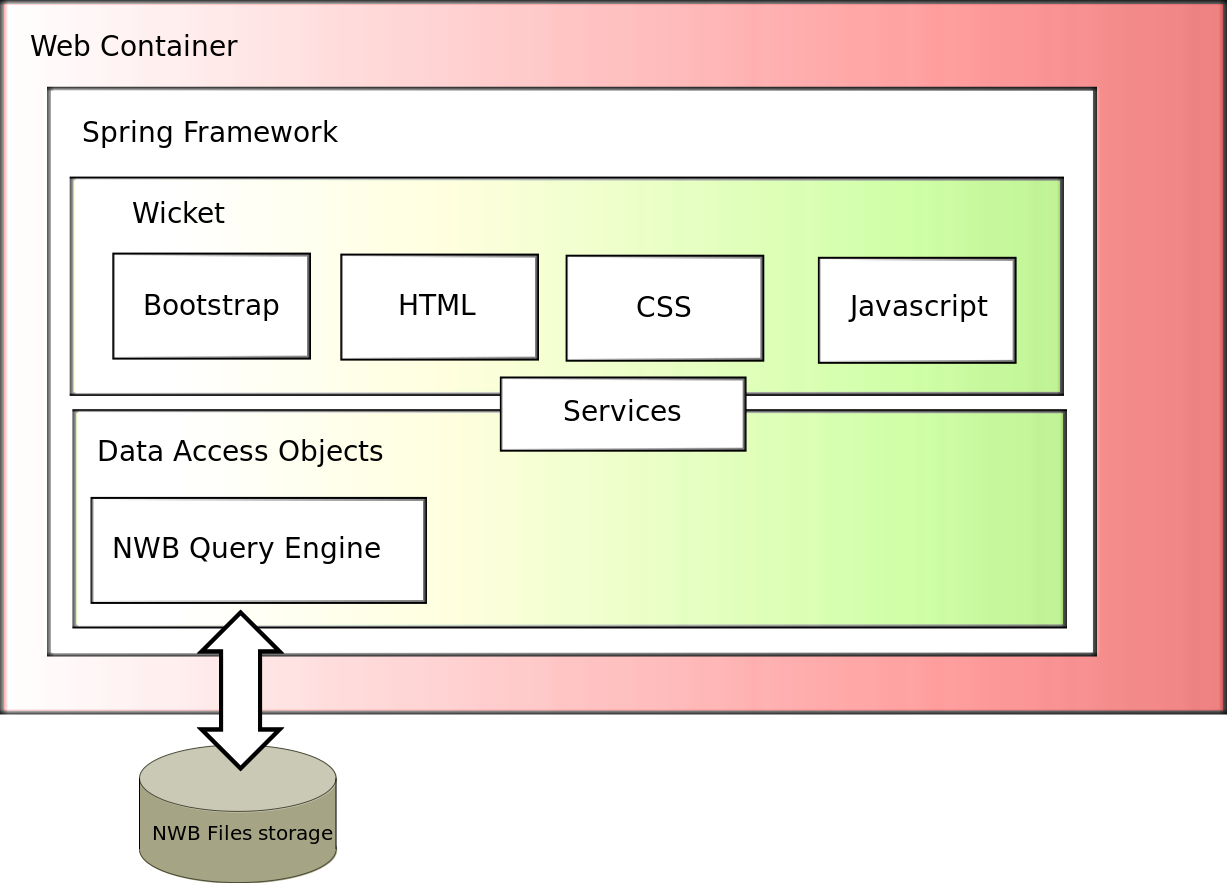 Web Container
Spring Framework
Wicket
Bootstrap
HTML
CSS
Javascript
Services
Data Access Objects
NWB Query Engine
NWB Files storage